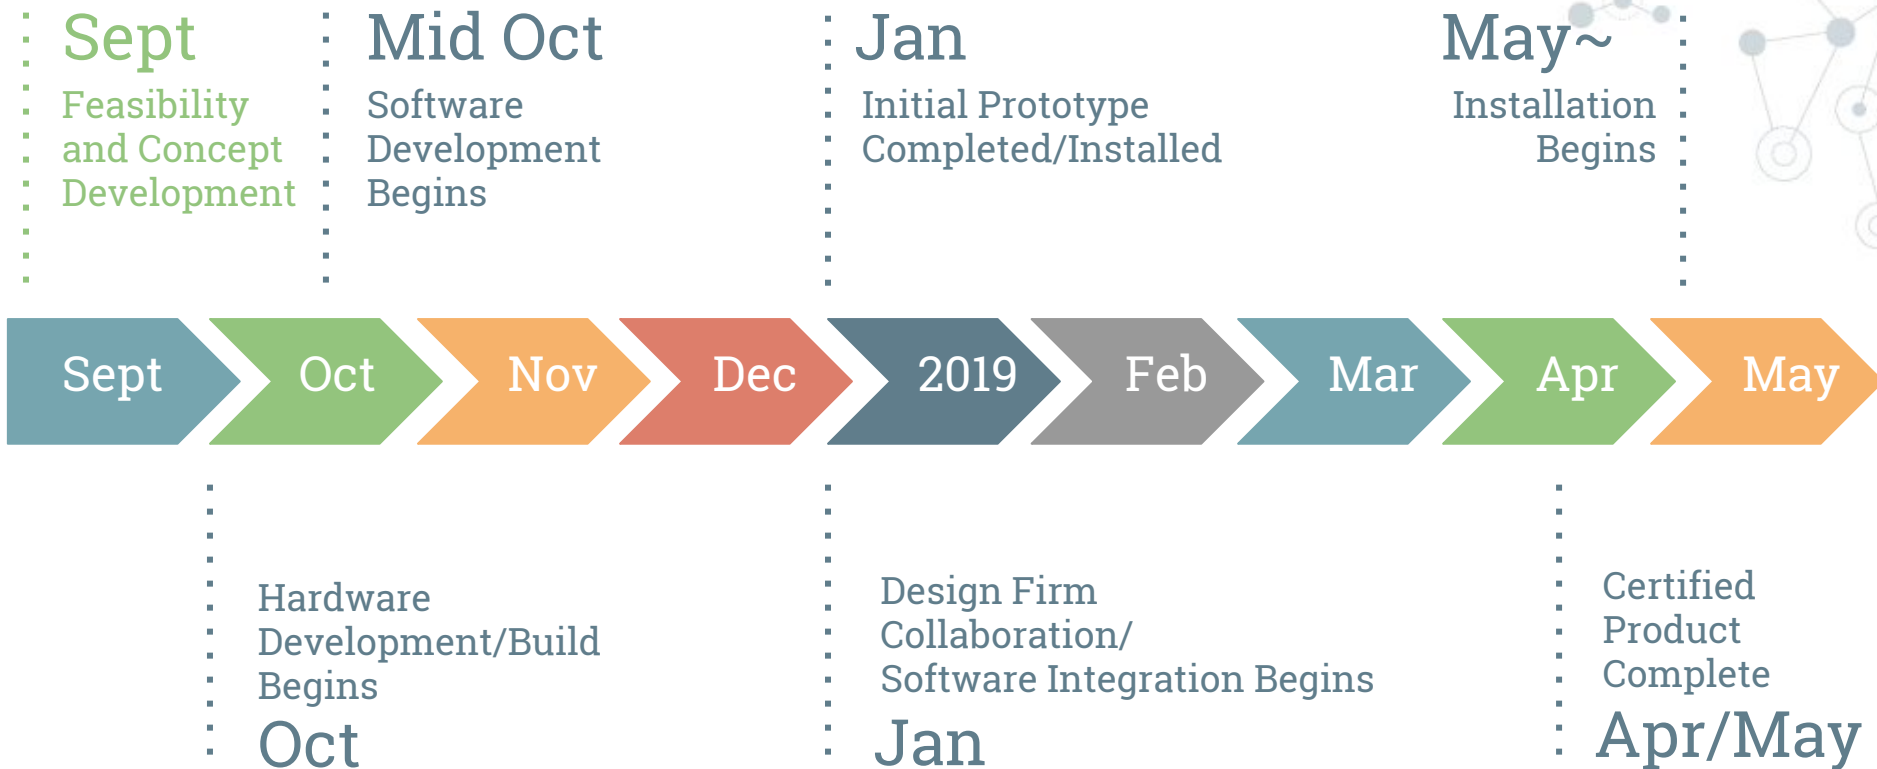 Sept
Feasibility
and Concept
Development
Mid Oct
Software
Development
Begins
Jan
Initial Prototype
Completed/Installed
May~
Installation
Begins
Sept
Oct
Nov
Dec
2019
Feb
Mar
Apr
May
Hardware
Development/Build
Begins
Oct
Design Firm
Collaboration/
Software Integration Begins
Jan
Certified
Product
Complete
Apr/May